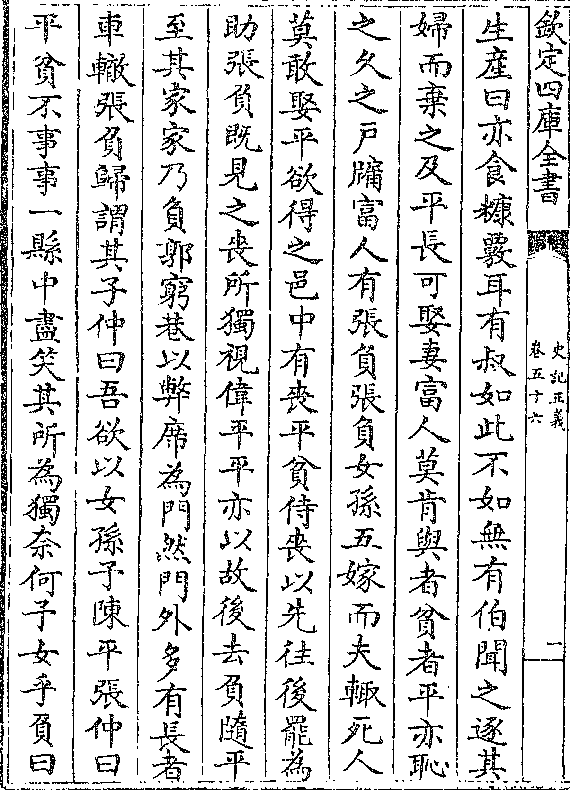 欽定四庫全書
史記正義
卷五十六
一
生產曰亦食糠覈耳有叔如此不如無有伯聞之逐其
婦而棄之及平長可娶妻富人莫肯與者貧者平亦恥
之久之戸牖富人有張負張負女孫五嫁而夫輙死人
莫敢娶平欲得之邑中有喪平貧侍喪以先往後罷為
助張負既見之喪所獨視偉平平亦以故後去負隨平
至其家家乃負郭窮巷以弊席為門然門外多有長者
車轍張負歸謂其子仲曰吾欲以女孫予陳平張仲曰
平貧不事事一縣中盡笑其所為獨奈何予女乎負曰